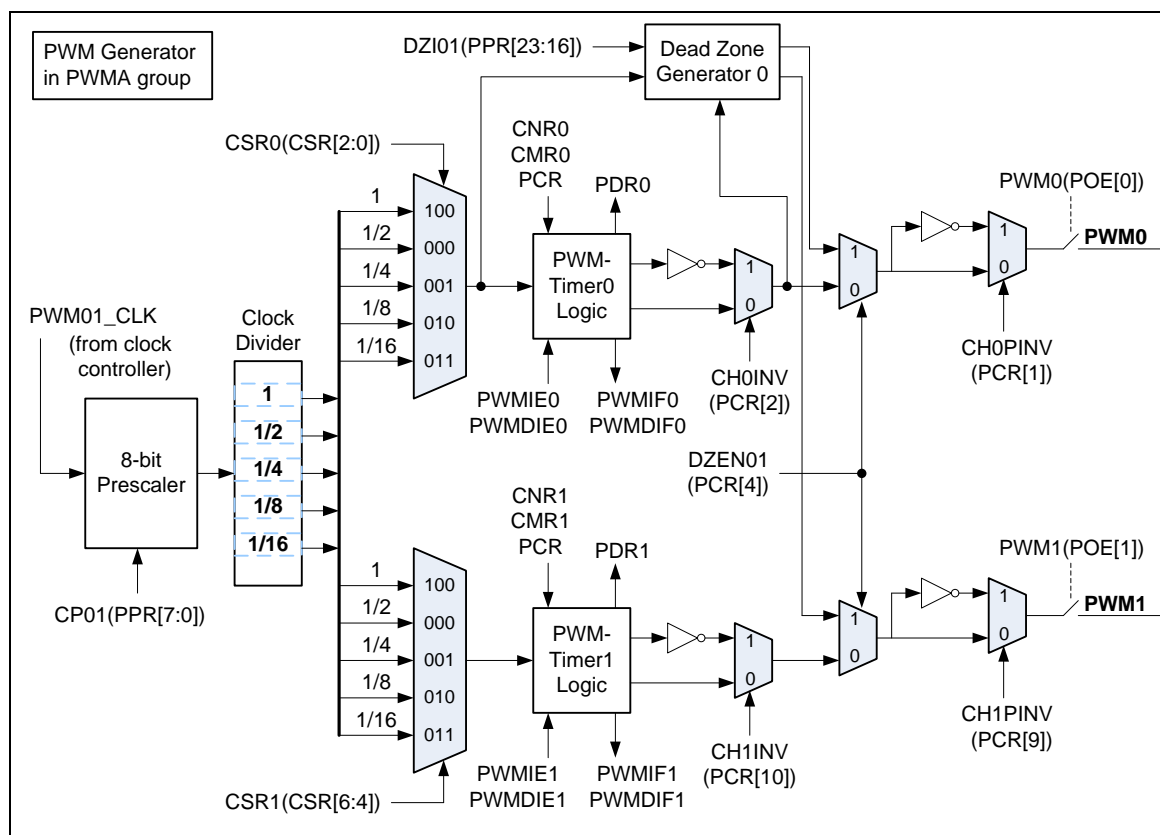 PWM Generator
in PWMA group
DZI01(PPR[23:16])
Dead Zone
Generator 0
CSR0(CSR[2:0])
CNR0
CMR0
PCR
PDR0
1
1/2
1/4
1/8
1/16
100
000
001
010
011
PWM-
Timer0
Logic
1
0
CH0INV
(PCR[2])
PWMIE0
PWMDIE0
PWMIF0
PWMDIF0
1
0
1
0
CH0PINV
(PCR[1])
PWM0(POE[0])
PWM0
PWM01_CLK
(from clock
controller)
Clock
Divider
8-bit
Prescaler
1
1/2
1/4
1/8
1/16
CP01(PPR[7:0])
DZEN01
(PCR[4])
CNR1
CMR1
PCR
PDR1
1
1/2
1/4
1/8
1/16
100
000
001
010
011
PWM-
Timer1
Logic
1
0
CH1INV
(PCR[10])
PWMIE1
PWMDIE1
PWMIF1
PWMDIF1
CSR1(CSR[6:4])
1
0
1
0
CH1PINV
(PCR[9])
PWM1(POE[1])
PWM1